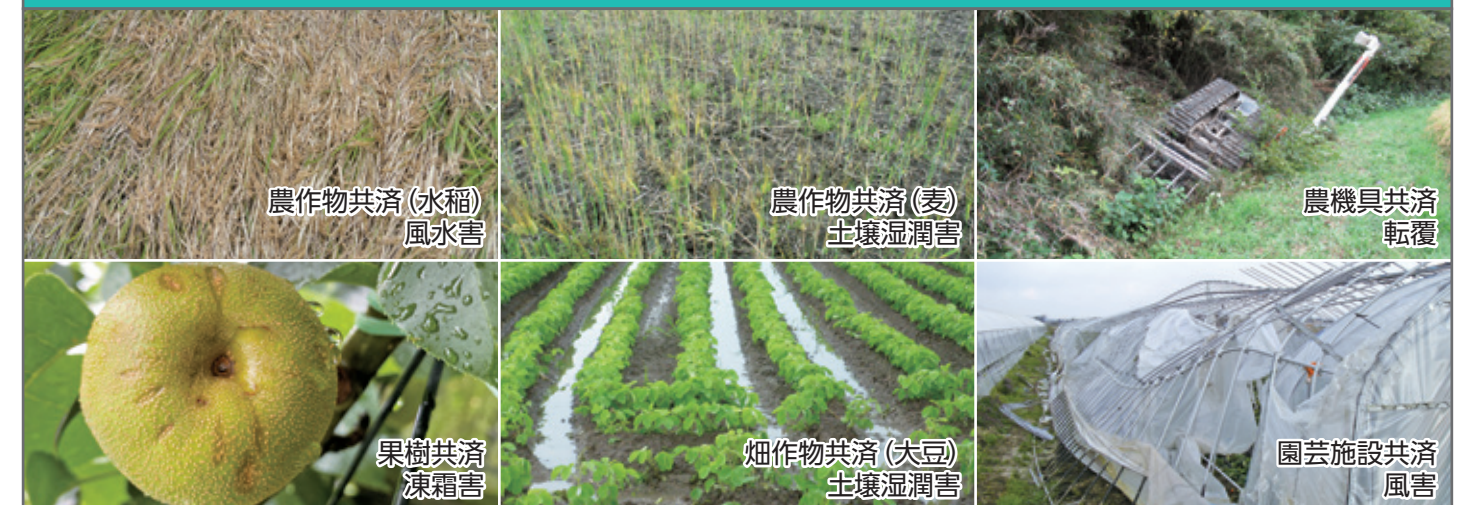 農作物共済(水稲)
風水害
農作物共済(麦)
土壌湿潤害
農機具共済
転覆
果樹共済
凍霜害
畑作物共済(大豆)
土壌湿潤害
園芸施設共済
風害